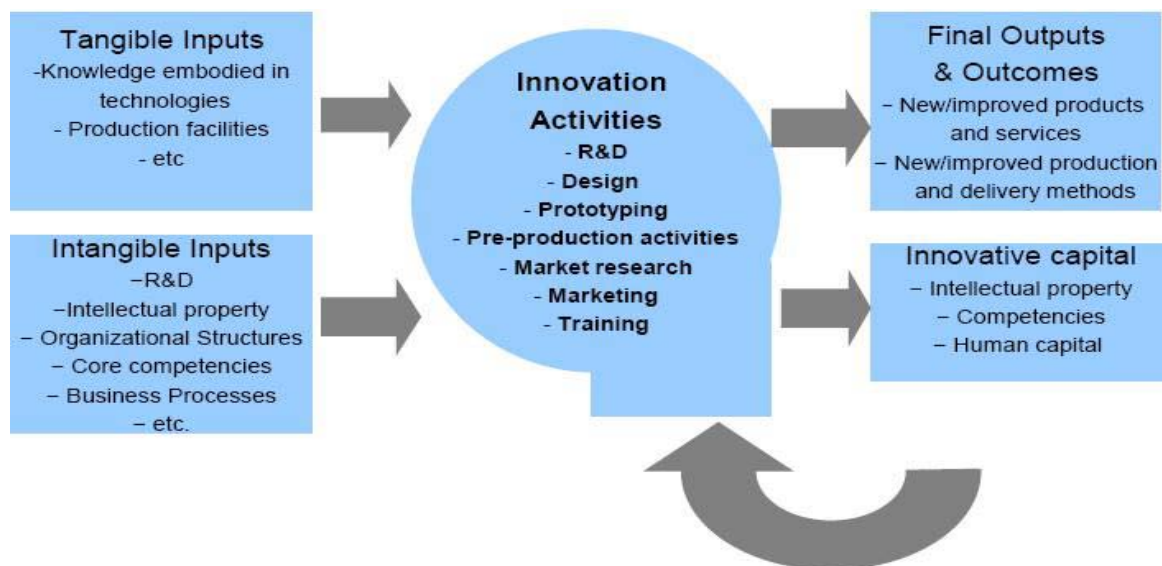 Tangible Inputs
-Knowledge embodied in
technologies
- Production facilities
- etc
Intangible Inputs
–R&D
–Intellectual property
– Organizational Structures
– Core competencies
– Business Processes
– etc.
Innovation
Activities
- R&D
- Design
- Prototyping
- Pre-production activities
- Market research
- Marketing
- Training
Final Outputs
& Outcomes
– New/improved products
and services
– New/improved production
and delivery methods
Innovative capital
– Intellectual property
– Competencies
– Human capital